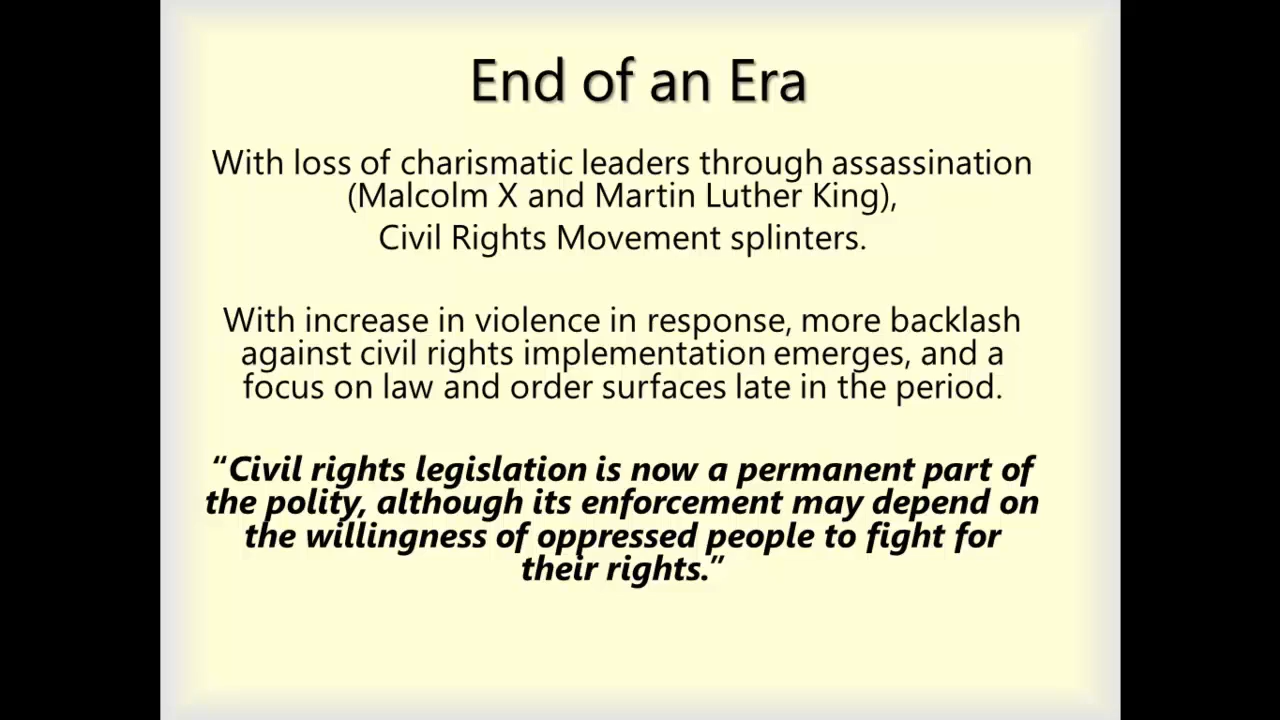 End of an Era
With loss of charismatic leaders through assassination
(Malcolm X and Martin Luther King),
Civil Rights Movement splinters.
With increase in violence in response, more backlash
against civil rights implementation emerges, and a
focus on law and order surfaces late in the period.
“Civil rights legislation is now a permanent part of
the polity, although its enforcement may depend on
the willingness of oppressed people to fight for
their rights.”